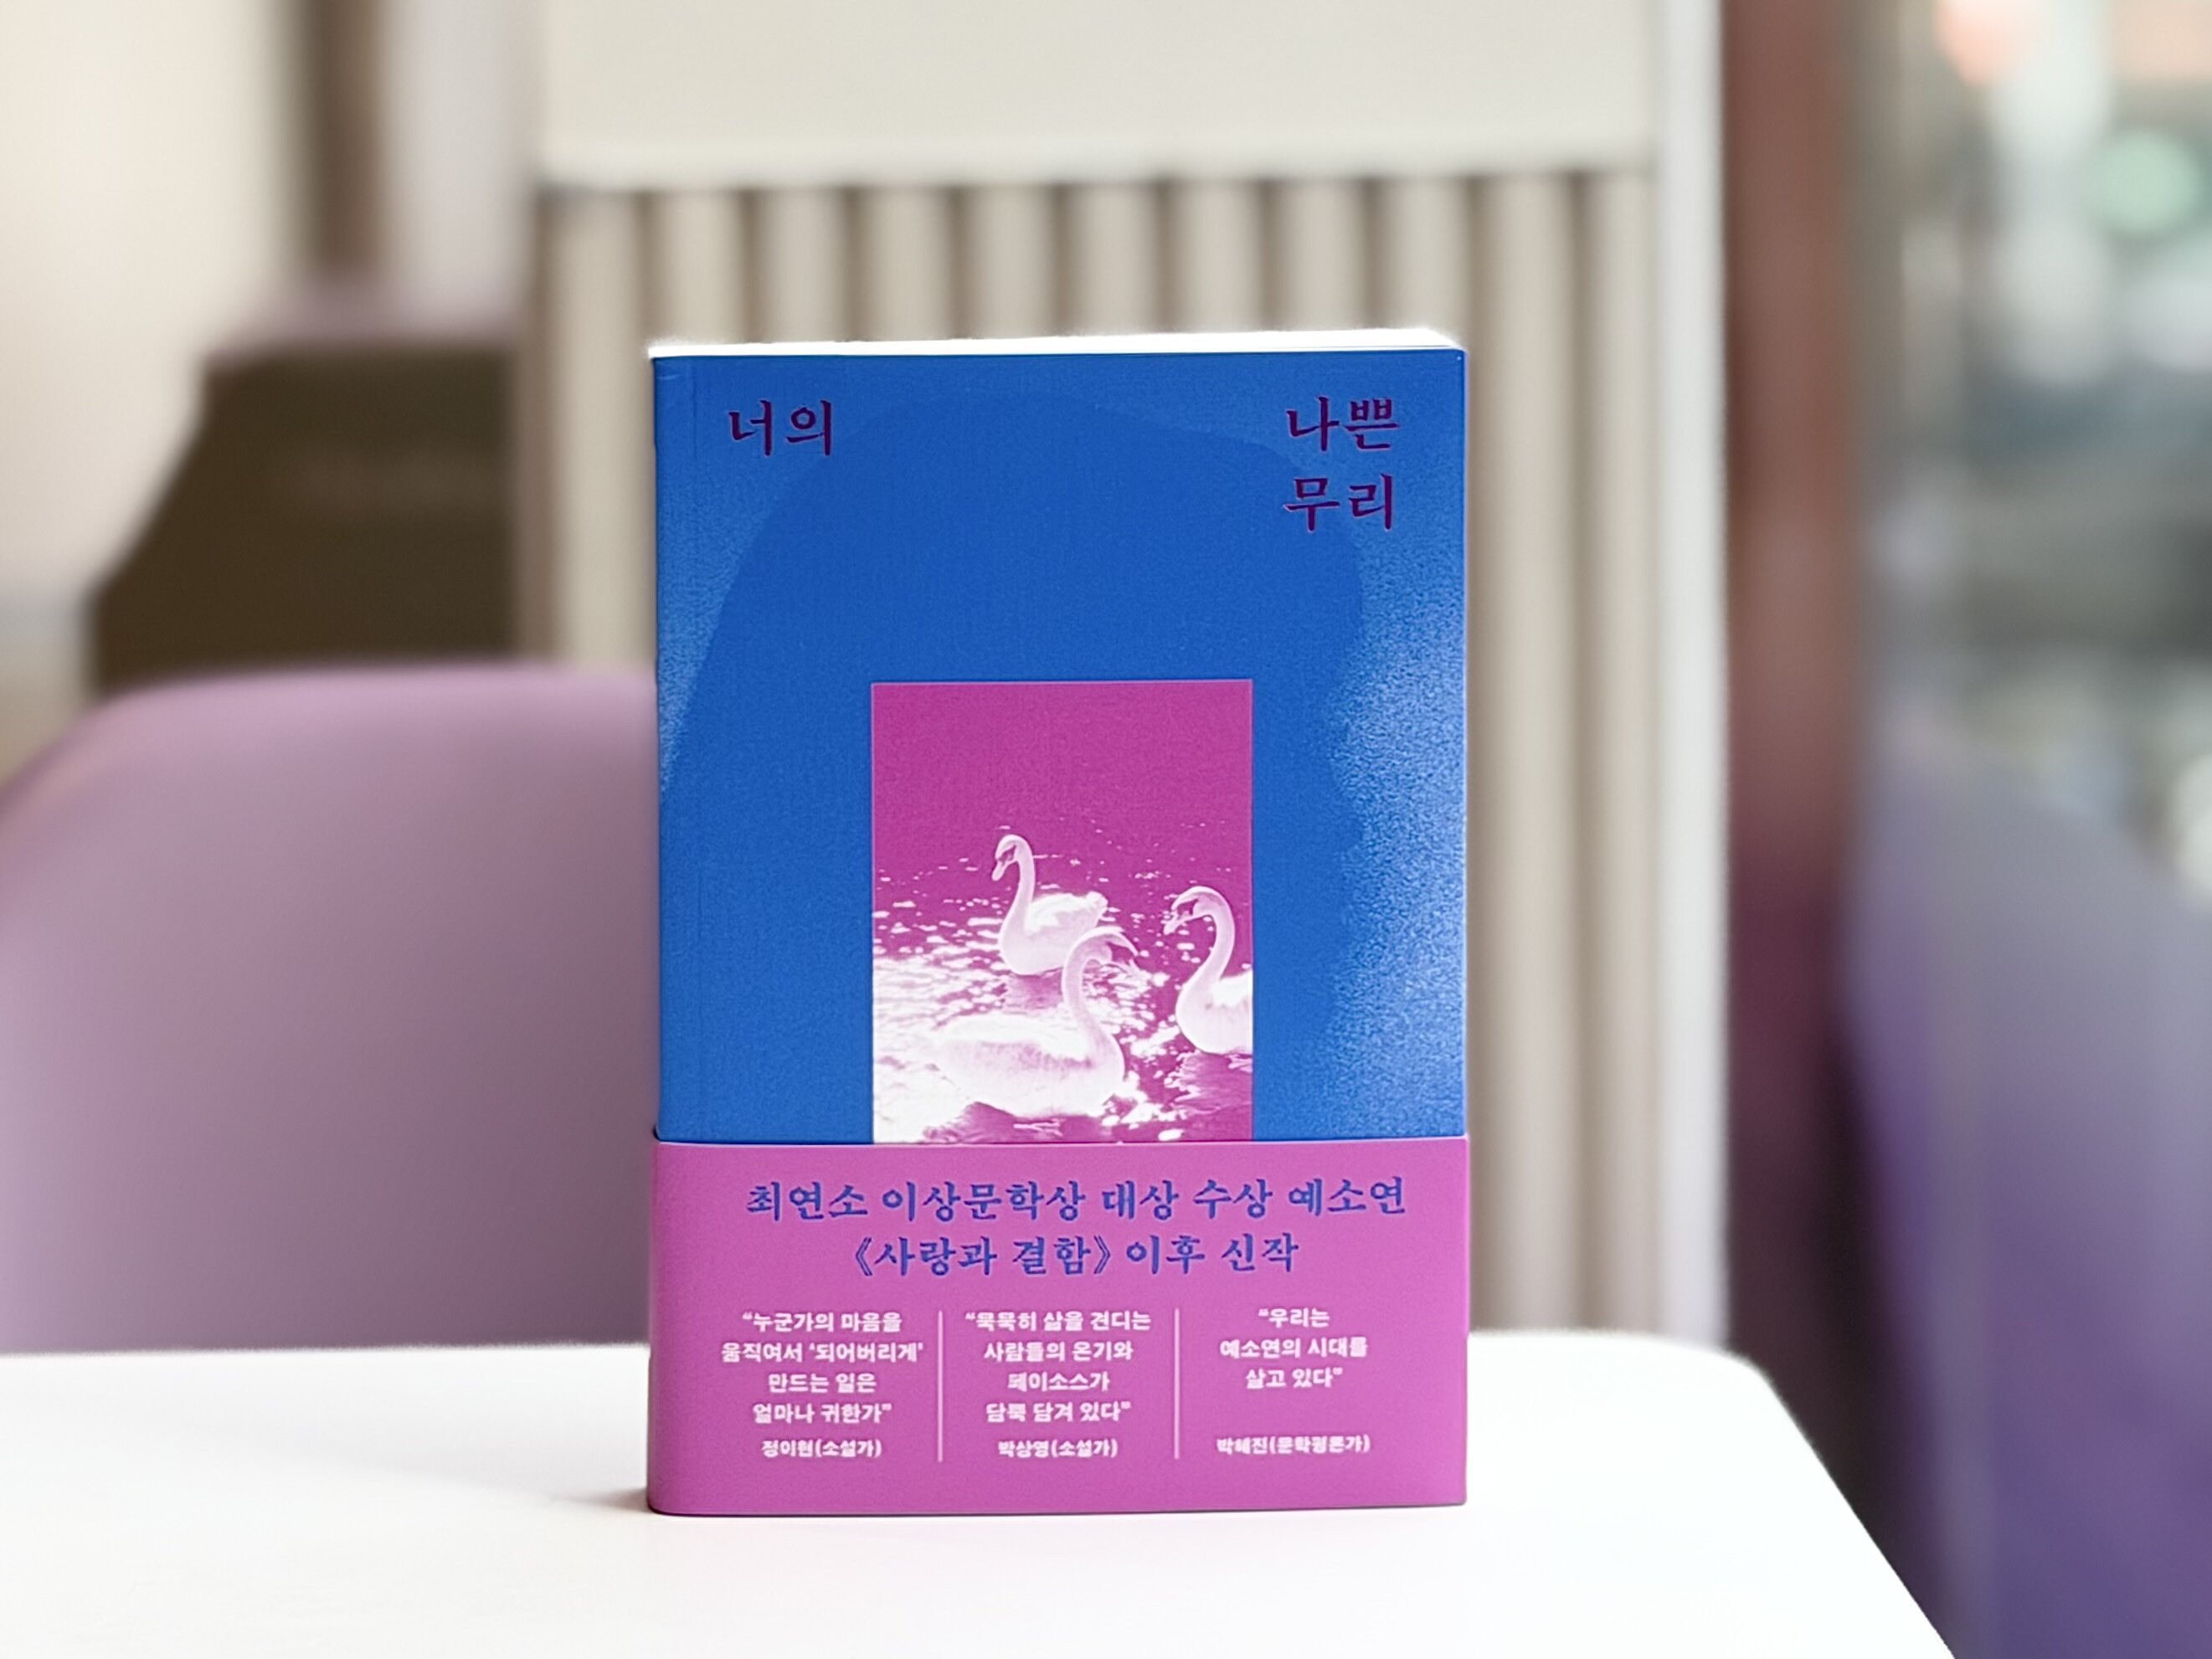 너의 나쁜
무리
최연소 이상문학상 대상 수상 예소연
《사랑과 결함》 이후 신작
“누군가의 마음을
움직여서 ‘되어버리게’
만드는 일은
얼마나 귀한가”
정이현(소설가)
“묵묵히 삶을 견디는
사람들의 온기와
페이소스가
담뿍 담겨 있다”
박상영(소설가)
“우리는
예소연의 시대를
살고 있다”
박혜진(문학평론가)